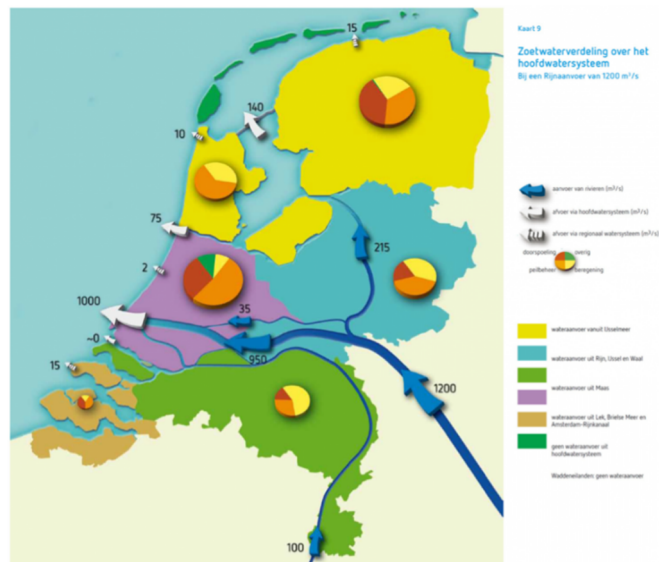 Kaart 9
Zoetwaterverdeling over het
hoofdwatersysteem
Bij een Rijnaanvoer van 1200 m³/s
15
140
10
75
2
1000
35
215
~0
950
15
1200
100
aanvoer van rivieren (m³/s)
afvoer via hoofdwatersysteem (m³/s)
afvoer via regionaal watersysteem (m³/s)
doorspoeling overig
peilbeheer beregening
wateraanvoer vanuit IJsselmeer
wateraanvoer uit Rijn, IJssel en Waal
wateraanvoer uit Maas
wateraanvoer uit Lek, Brielse Meer en
Amsterdam-Rijnkanaal
geen wateraanvoer uit
hoofdwatersysteem
Waddeneilanden: geen wateraanvoer